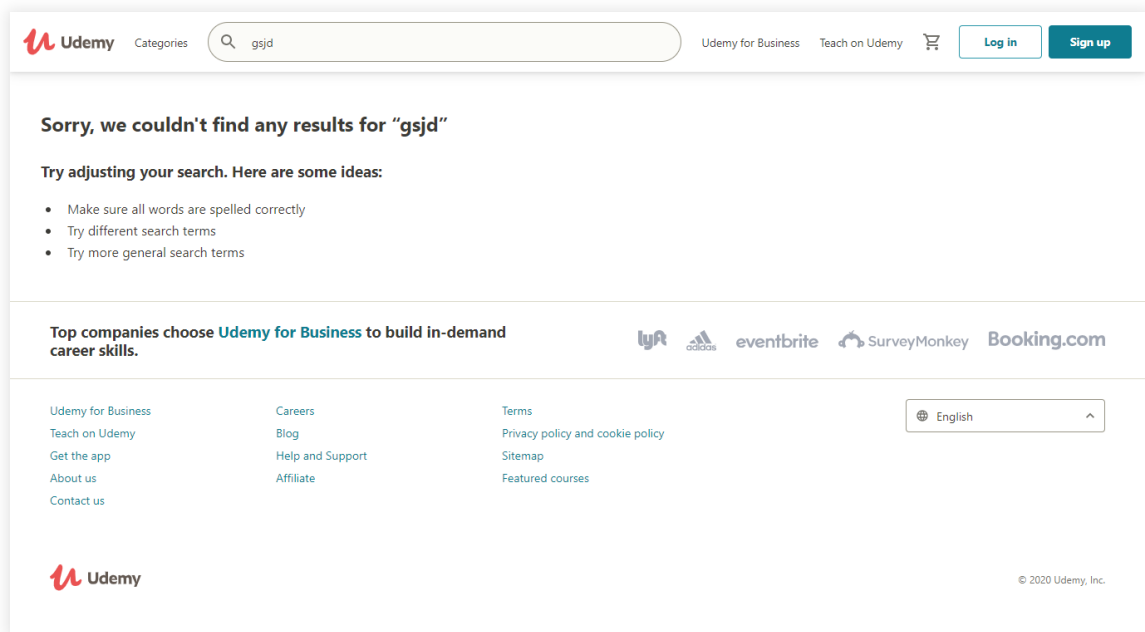 Udemy Categories gsjd Udemy for Business Teach on Udemy Log in Sign up
Sorry, we couldn't find any results for “gsjd”
Try adjusting your search. Here are some ideas:
Make sure all words are spelled correctly
Try different search terms
Try more general search terms
Top companies choose Udemy for Business to build in-demand
career skills.
lyft adidas eventbrite SurveyMonkey Booking.com
Udemy for Business
Teach on Udemy
Get the app
About us
Contact us
Careers
Blog
Help and Support
Affiliate
Terms
Privacy policy and cookie policy
Sitemap
Featured courses
English
Udemy
© 2020 Udemy, Inc.